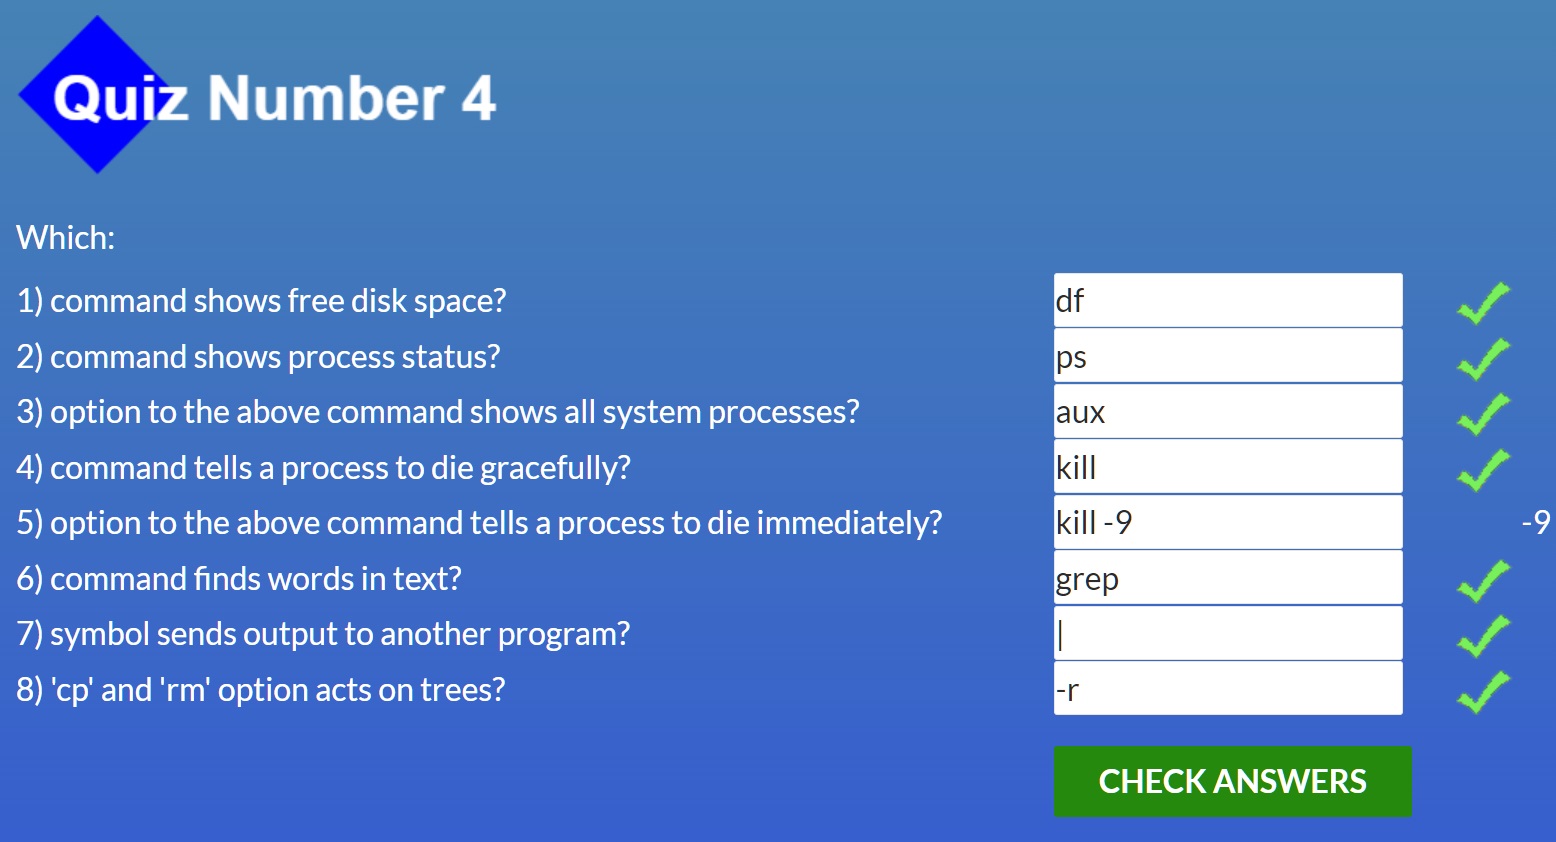 Quiz Number 4
Which:
1) command shows free disk space? df
2) command shows process status? ps
3) option to the above command shows all system processes? aux
4) command tells a process to die gracefully? kill
5) option to the above command tells a process to die immediately? kill -9 -9
6) command finds words in text? grep
7) symbol sends output to another program? |
8) 'cp' and 'rm' option acts on trees? -r
CHECK ANSWERS